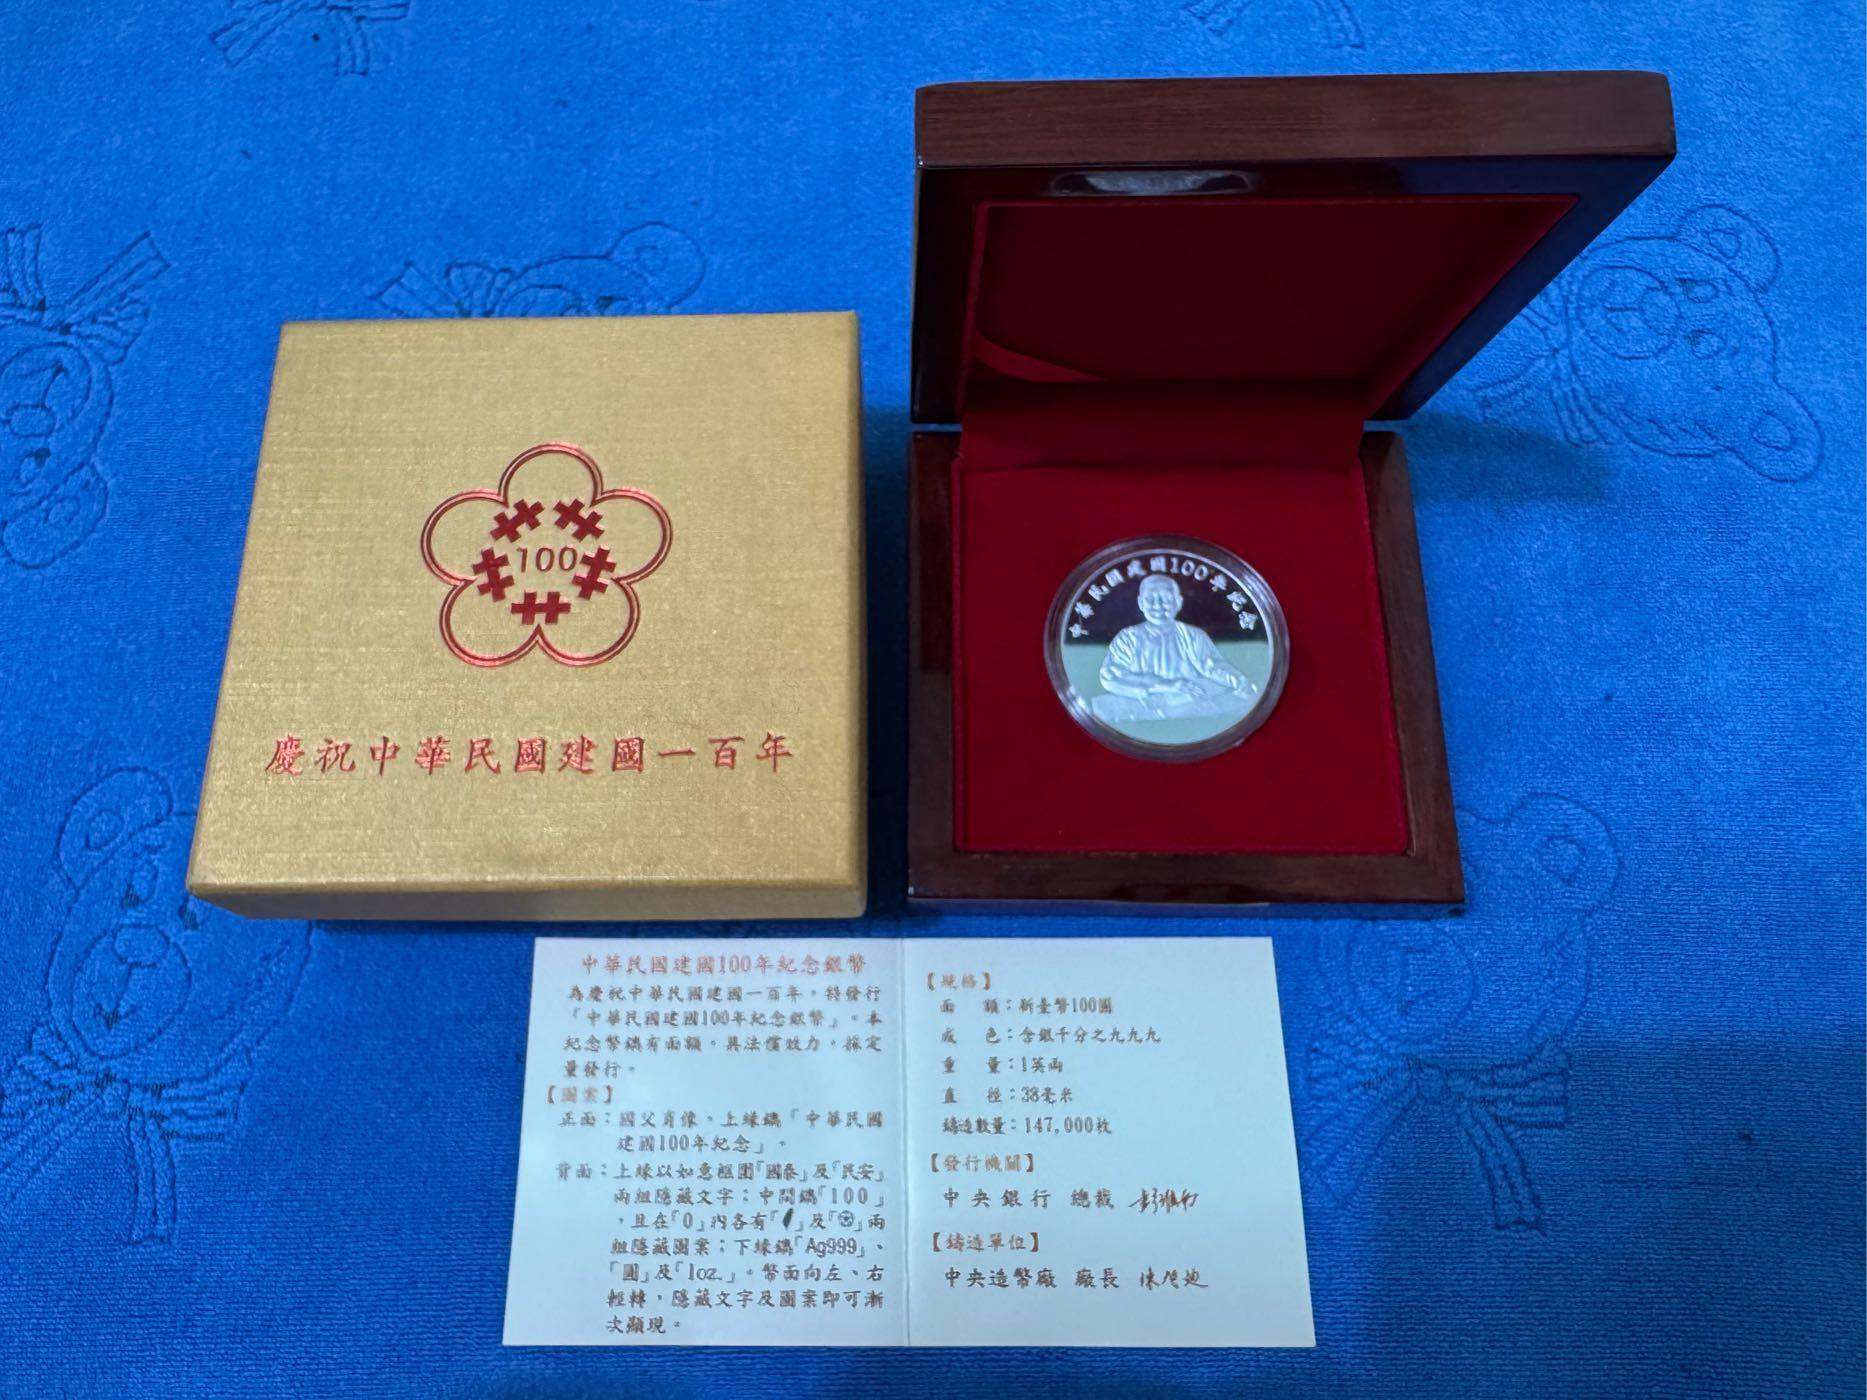 100
慶祝中華民國建國一百年
中華民國建國100年紀念
中華民國建國100年紀念銀幣
為慶祝中華民國建國一百年，特發行
「中華民國建國100年紀念銀幣」。本
紀念幣鐫有面額，具法償效力，採定
量發行。
【圖案】
正面：國父肖像，上緣鐫「中華民國
建國100年紀念」。
背面：上緣以如意框圍「國泰」及「民安」
兩組隱藏文字；中間鐫「100」
，且在「0」內各有「」及「」兩
組隱藏圖案；下緣鐫「Ag999」、
「圓」及「1oz.」。幣面向左、右
輕轉，隱藏文字及圖案即可漸
次顯現。
【規格】
面　額：新臺幣100圓
成　色：含銀千分之九九九
重　量：1英兩
直　徑：38毫米
鑄造數量：147,000枚
【發行機關】
中央銀行 總裁 彭淮南
【鑄造單位】
中央造幣廠 廠長